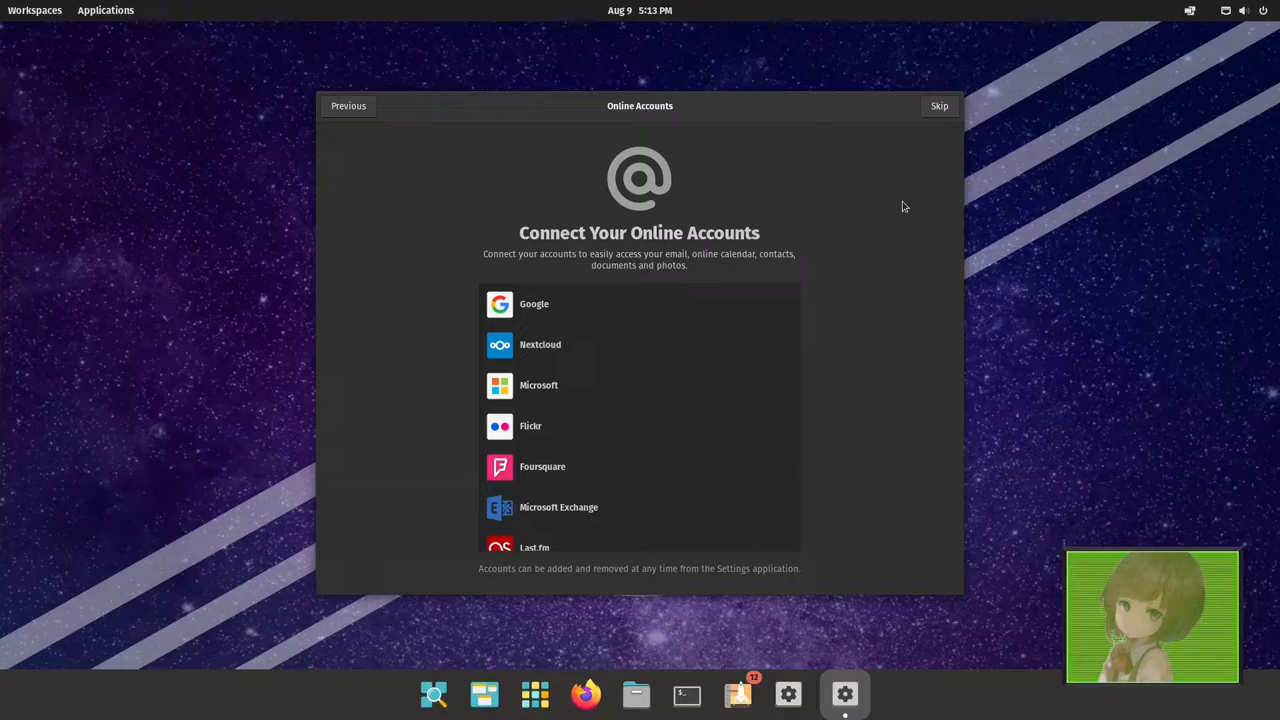 Workspaces Applications Aug 9 5:13 PM
Previous Online Accounts Skip
Connect Your Online Accounts
Connect your accounts to easily access your email, online calendar, contacts,
documents and photos.
Google
Nextcloud
Microsoft
Flickr
Foursquare
Microsoft Exchange
Last.fm
Accounts can be added and removed at any time from the Settings application.
12